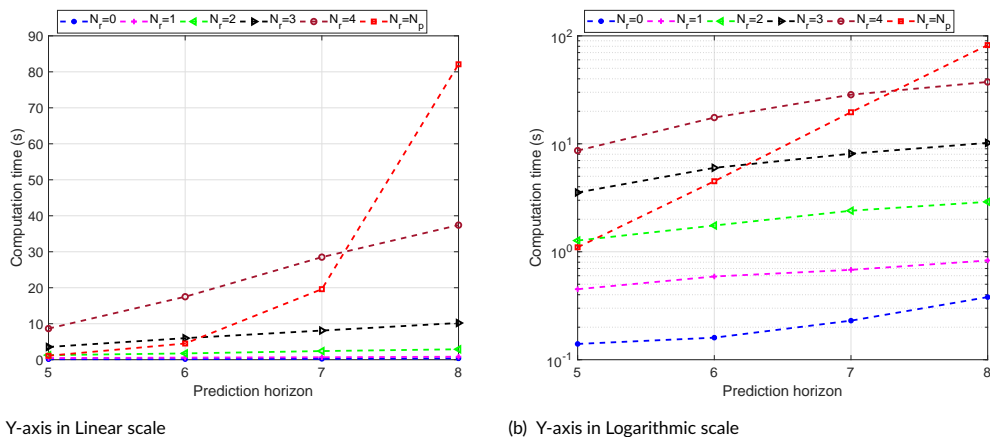 N_r=0 N_r=1 N_r=2 N_r=3 N_r=4 N_r=N_p
90
80
70
60
50
40
30
20
10
0
Computation time (s)
5 6 7 8
Prediction horizon
Y-axis in Linear scale
N_r=0 N_r=1 N_r=2 N_r=3 N_r=4 N_r=N_p
10^2
10^1
10^0
10^-1
Computation time (s)
5 6 7 8
Prediction horizon
(b) Y-axis in Logarithmic scale